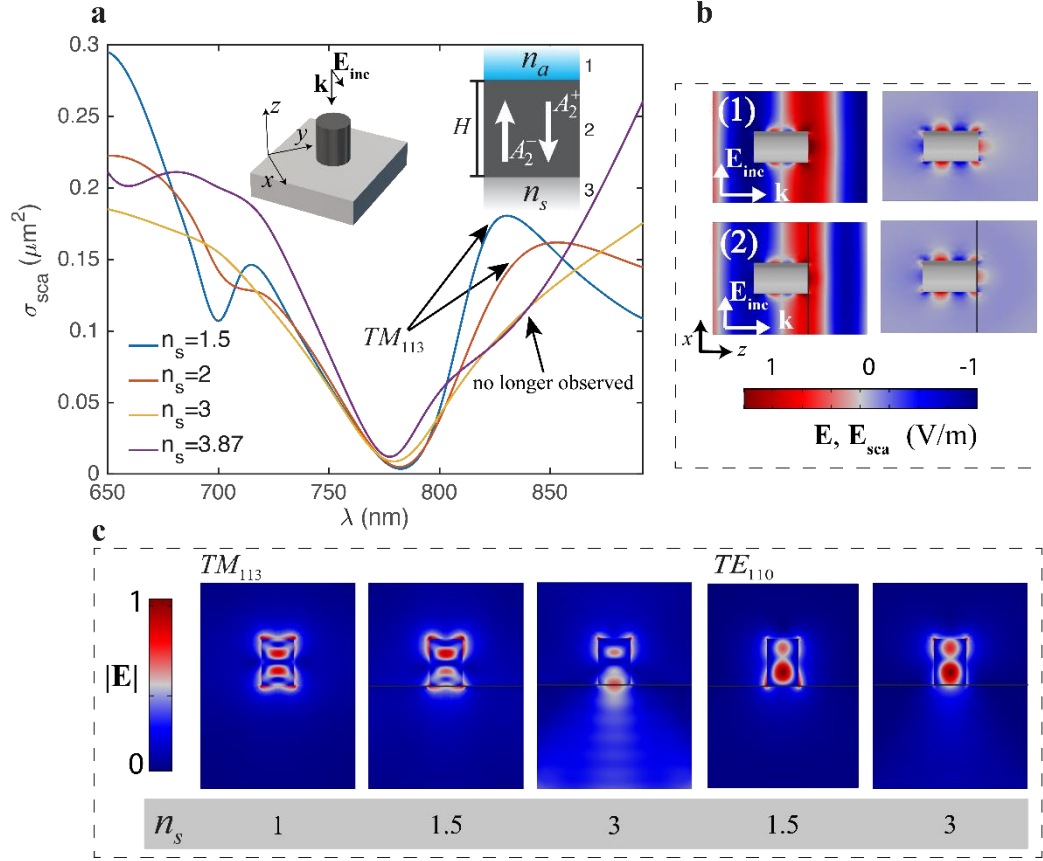 a
0.3
0.25
0.2
0.15
0.1
0.05
0
σsca (μm²)
650
700
750
800
850
λ (nm)
Einc
k
z
y
x
na
1
H
A2−
A2+
2
ns
3
TM113
no longer observed
ns=1.5
ns=2
ns=3
ns=3.87
b
(1)
Einc
k
(2)
Einc
k
x
z
1
0
-1
E, Esca (V/m)
c
TM113
TE110
1
|E|
0
ns
1
1.5
3
1.5
3